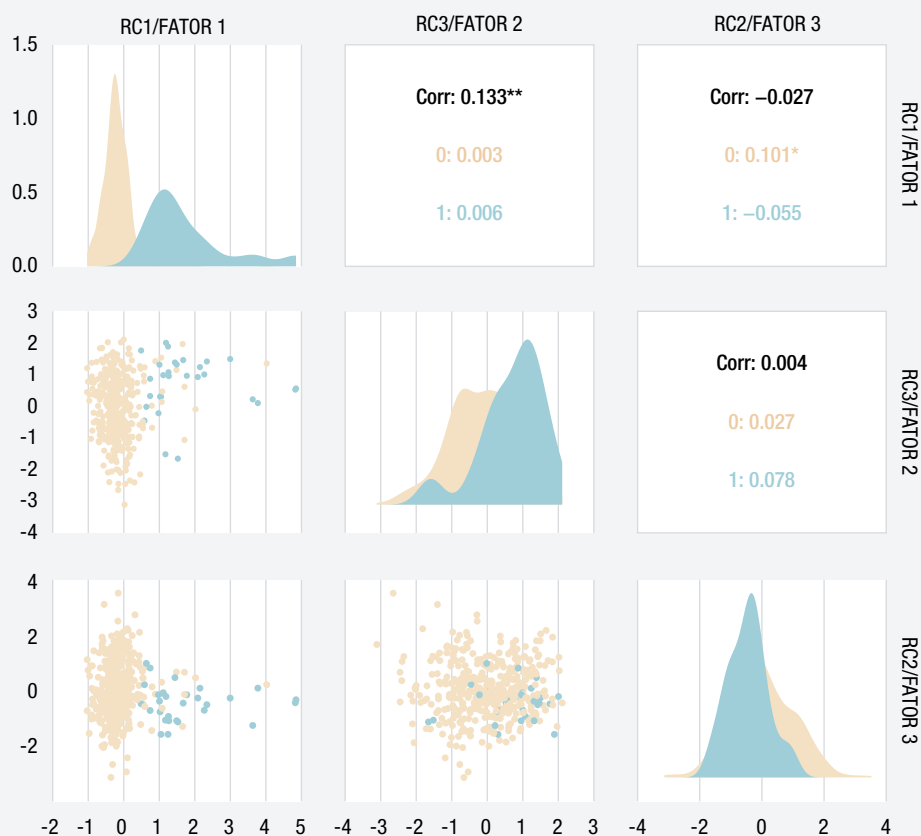 RC1/FATOR 1
RC3/FATOR 2
RC2/FATOR 3
1.5
1.0
0.5
0.0
Corr: 0.133**
0: 0.003
1: 0.006
Corr: −0.027
0: 0.101*
1: −0.055
RC1/FATOR 1
3
2
1
0
-1
-2
-3
-4
Corr: 0.004
0: 0.027
1: 0.078
RC3/FATOR 2
4
2
0
-2
RC2/FATOR 3
-2 -1 0 1 2 3 4 5
-4 -3 -2 -1 0 1 2 3
-4 -2 0 2 4